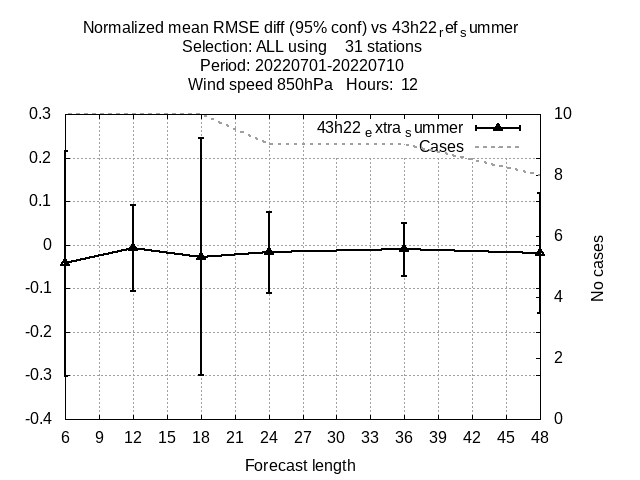 Normalized mean RMSE diff (95% conf) vs 43h22refsummer
Selection: ALL using 31 stations
Period: 20220701-20220710
Wind speed 850hPa Hours: 12
43h22extrasummer
Cases
0.3
0.2
0.1
0
-0.1
-0.2
-0.3
-0.4
10
8
6
4
2
0
No cases
6 9 12 15 18 21 24 27 30 33 36 39 42 45 48
Forecast length